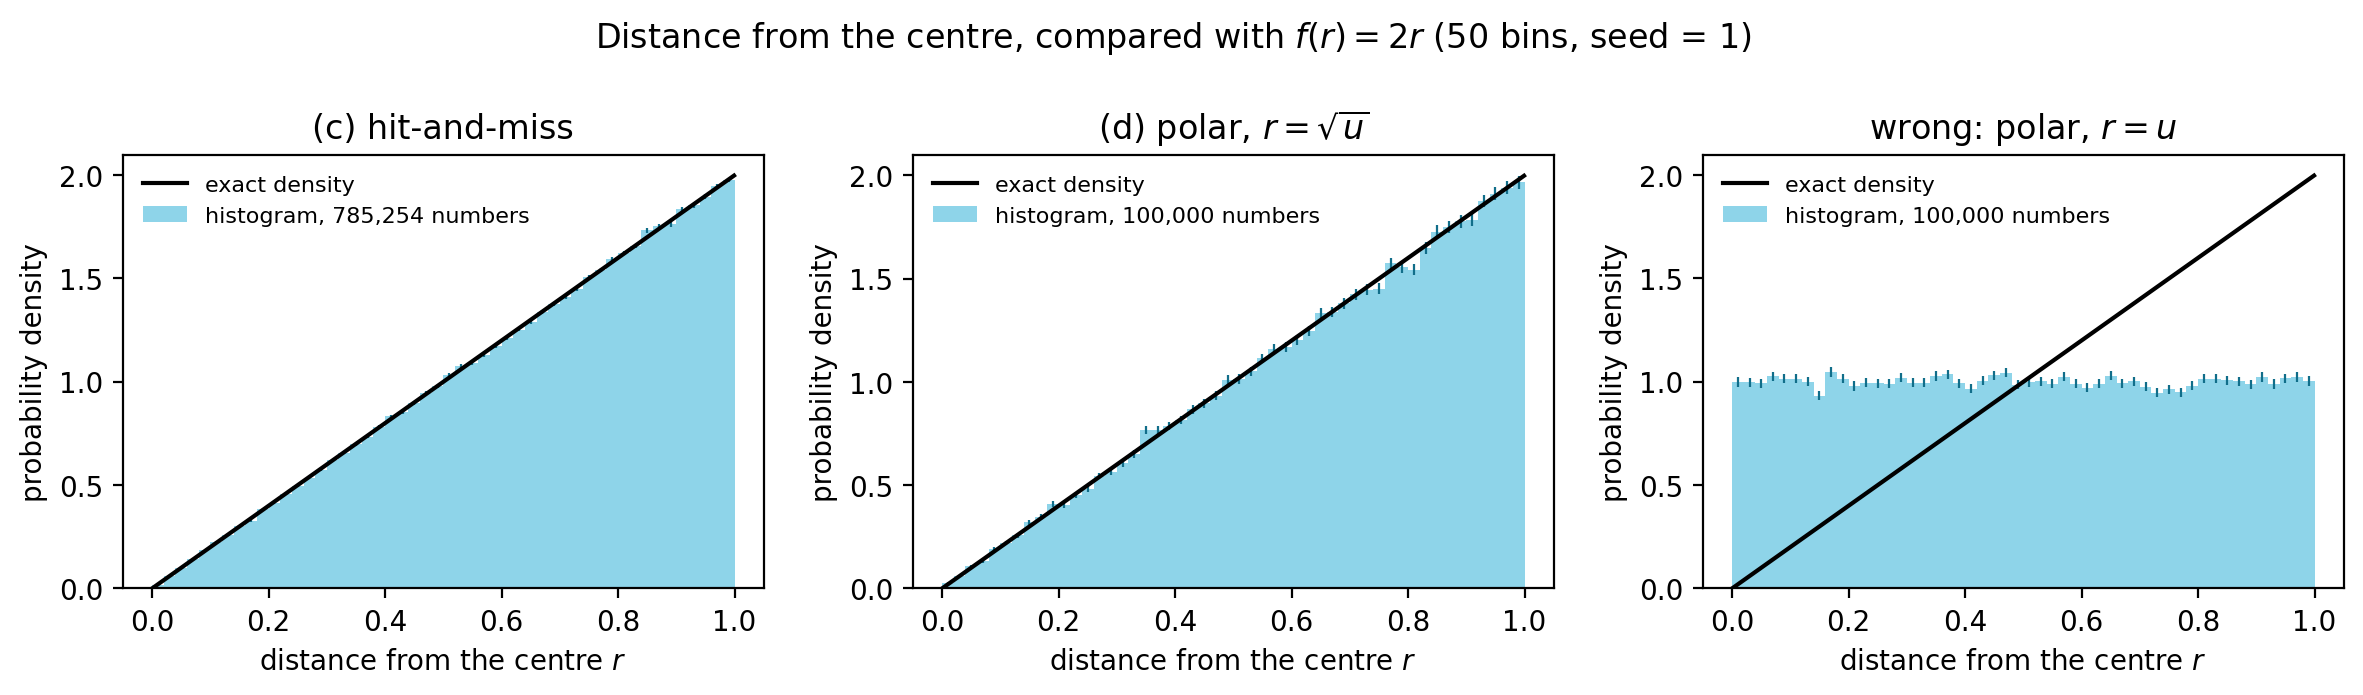 Distance from the centre, compared with f(r) = 2r (50 bins, seed = 1)
(c) hit-and-miss
exact density
histogram, 785,254 numbers
probability density
2.0
1.5
1.0
0.5
0.0
0.0 0.2 0.4 0.6 0.8 1.0
distance from the centre r
(d) polar, r = √u
exact density
histogram, 100,000 numbers
probability density
2.0
1.5
1.0
0.5
0.0
0.0 0.2 0.4 0.6 0.8 1.0
distance from the centre r
wrong: polar, r = u
exact density
histogram, 100,000 numbers
probability density
2.0
1.5
1.0
0.5
0.0
0.0 0.2 0.4 0.6 0.8 1.0
distance from the centre r